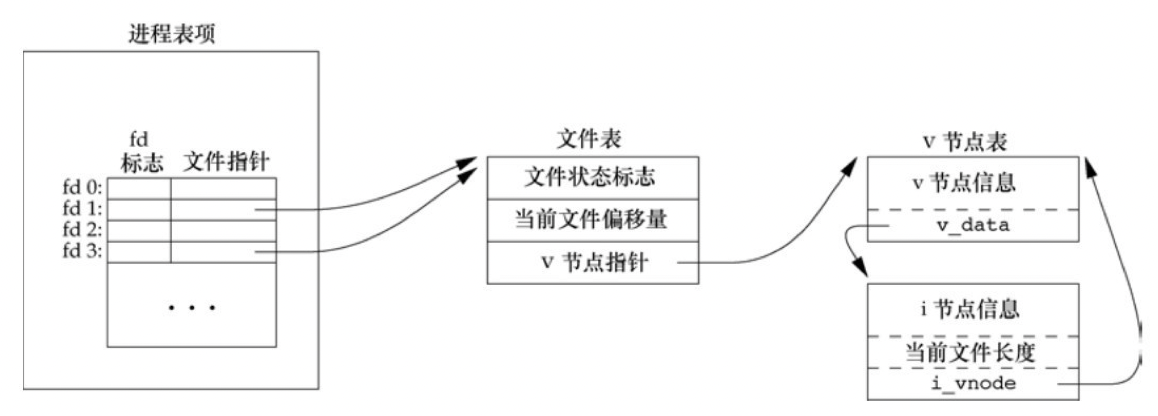 进程表项
fd
标志 文件指针
fd 0:
fd 1:
fd 2:
fd 3:
...
文件表
文件状态标志
当前文件偏移量
v 节点指针
v 节点表
v 节点信息
v_data
i 节点信息
当前文件长度
i_vnode